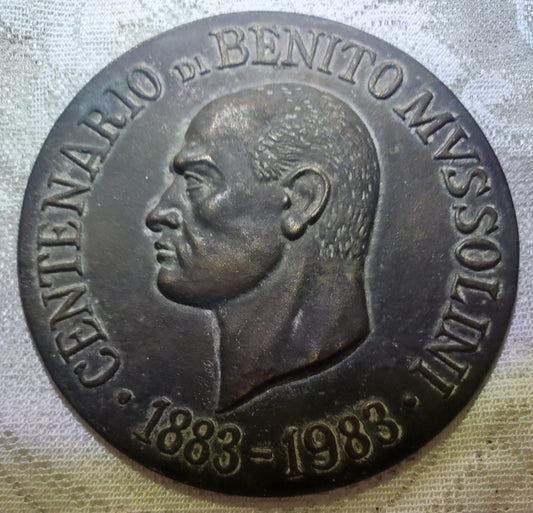 · CENTENARIO DI BENITO MVSSOLINI ·
1883=1983